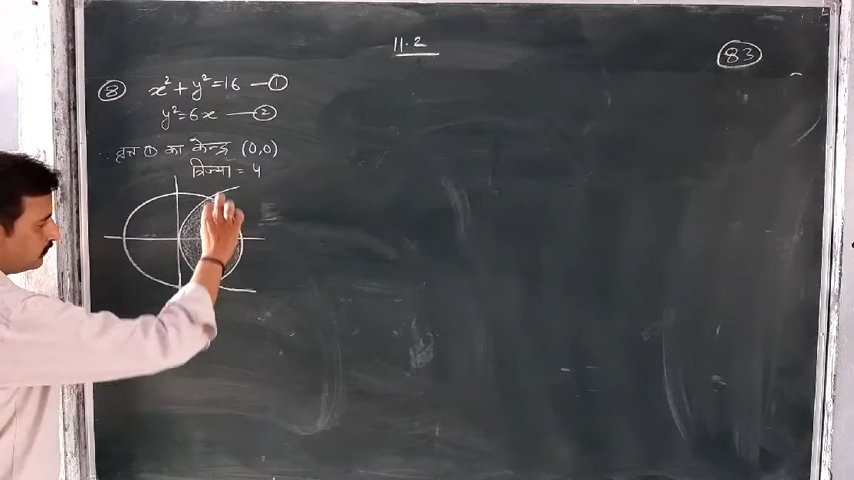 11.2
83
8 x²+y²=16 —1
y²=6x —2
∴ वृत्त 1 का केन्द्र (0,0)
त्रिज्या = 4